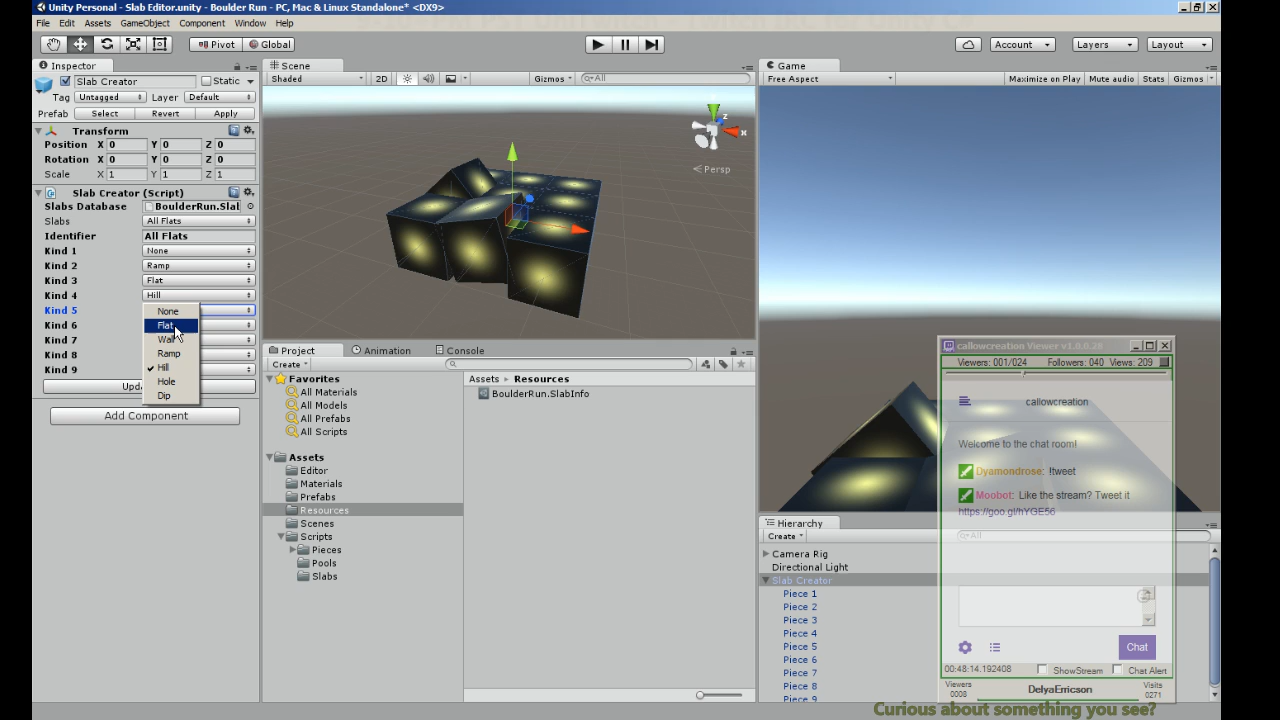 Unity Personal - Slab Editor.unity - Boulder Run - PC, Mac & Linux Standalone* <DX9>
File Edit Assets GameObject Component Window Help
Pivot Global Account Layers Layout
Inspector
Slab Creator Static
Tag Untagged Layer Default
Prefab Select Revert Apply
Transform
Position X 0 Y 0 Z 0
Rotation X 0 Y 0 Z 0
Scale X 1 Y 1 Z 1
Slab Creator (Script)
Slabs Database BoulderRun.Slal
Slabs All Flats
Identifier All Flats
Kind 1 None
Kind 2 Ramp
Kind 3 Flat
Kind 4 Hill
Kind 5
Kind 6
Kind 7
Kind 8
Kind 9
None
Flat
Wall
Ramp
Hill
Hole
Dip
Add Component
Scene
Shaded 2D Gizmos All
y
z
x
Persp
Game
Free Aspect Maximize on Play Mute audio Stats Gizmos
Project Animation Console
Create
Favorites
All Materials
All Models
All Prefabs
All Scripts
Assets
Editor
Materials
Prefabs
Resources
Scenes
Scripts
Pieces
Pools
Slabs
Assets Resources
BoulderRun.SlabInfo
Hierarchy
Create All
Camera Rig
Directional Light
Slab Creator
Piece 1
Piece 2
Piece 3
Piece 4
Piece 5
Piece 6
Piece 7
Piece 8
Piece 9
callowcreation Viewer v1.0.0.28
Viewers: 001/024 Followers: 040 Views: 209
callowcreation
Welcome to the chat room!
Dyamondrose: !tweet
Moobot: Like the stream? Tweet it
https://goo.gl/hYGE56
Chat
00:48:14.192408 ShowStream Chat Alert
Viewers
0008
DelyaErricson
Visits
0271
Curious about something you see?